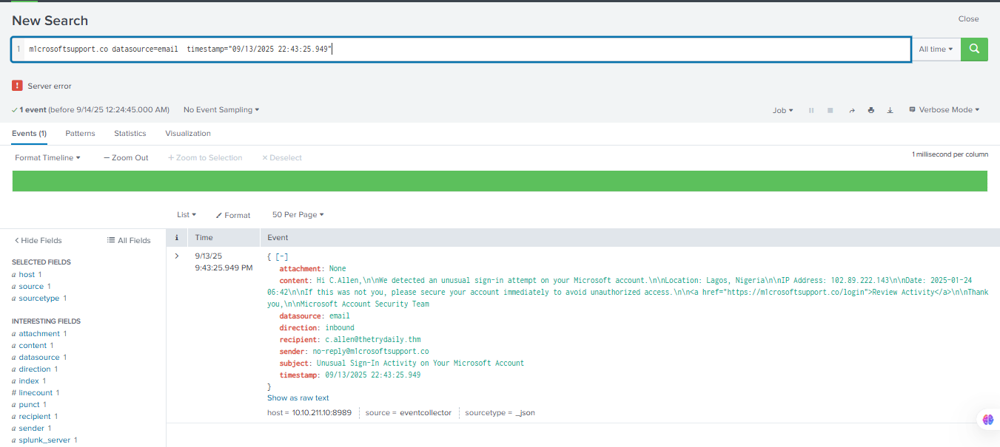 New Search
Close
1 m1crosoftsupport.co datasource=email  timestamp="09/13/2025 22:43:25.949"
All time
! Server error
✓ 1 event (before 9/14/25 12:24:45.000 AM)
No Event Sampling
Job
Verbose Mode
Events (1)
Patterns
Statistics
Visualization
Format Timeline
– Zoom Out
+ Zoom to Selection
× Deselect
1 millisecond per column
List
Format
50 Per Page
< Hide Fields
All Fields
i
Time
Event
SELECTED FIELDS
a host 1
a source 1
a sourcetype 1
INTERESTING FIELDS
a attachment 1
a content 1
a datasource 1
a direction 1
a index 1
# linecount 1
a punct 1
a recipient 1
a sender 1
a splunk_server 1
>
9/13/25
9:43:25.949 PM
{ [-]
attachment: None
content: Hi C.Allen,\n\nWe detected an unusual sign-in attempt on your Microsoft account.\n\nLocation: Lagos, Nigeria\n\nIP Address: 102.89.222.143\n\nDate: 2025-01-24
06:42\n\nIf this was not you, please secure your account immediately to avoid unauthorized access.\n\n<a href="https://m1crosoftsupport.co/login">Review Activity</a>\n\nThank
you,\n\nMicrosoft Account Security Team
datasource: email
direction: inbound
recipient: c.allen@thetrydaily.thm
sender: no-reply@m1crosoftsupport.co
subject: Unusual Sign-In Activity on Your Microsoft Account
timestamp: 09/13/2025 22:43:25.949
}
Show as raw text
host = 10.10.211.10:8989
source = eventcollector
sourcetype = _json